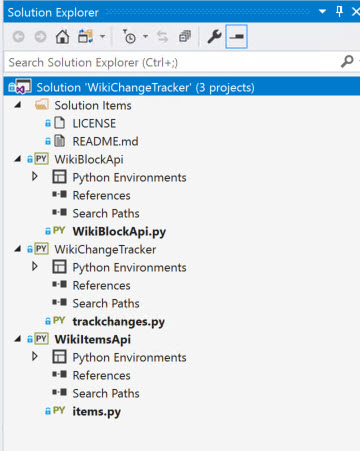 Solution Explorer
Search Solution Explorer (Ctrl+;)
Solution 'WikiChangeTracker' (3 projects)
Solution Items
LICENSE
README.md
PY WikiBlockApi
Python Environments
References
Search Paths
PY WikiBlockApi.py
PY WikiChangeTracker
Python Environments
References
Search Paths
PY trackchanges.py
PY WikiItemsApi
Python Environments
References
Search Paths
PY items.py